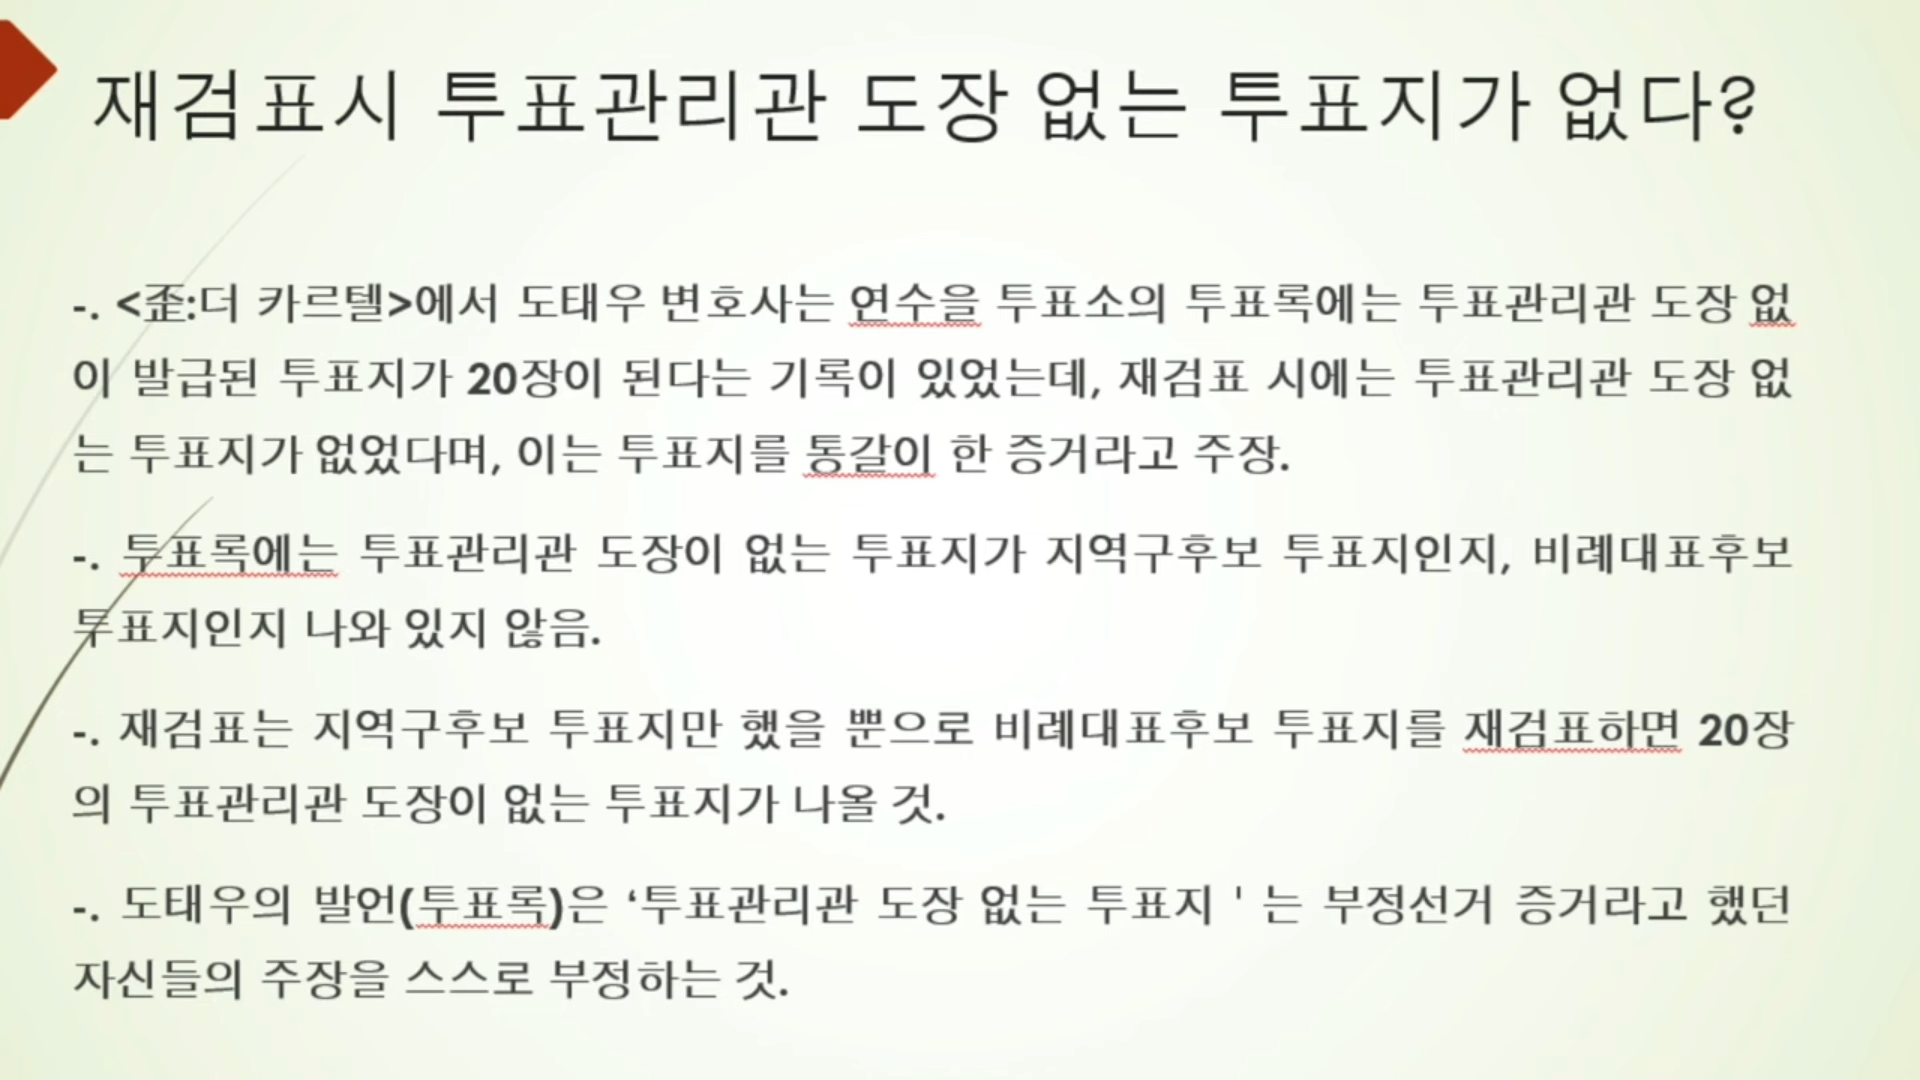 재검표시 투표관리관 도장 없는 투표지가 없다?
-. <歪:더 카르텔>에서 도태우 변호사는 연수을 투표소의 투표록에는 투표관리관 도장 없
이 발급된 투표지가 20장이 된다는 기록이 있었는데, 재검표 시에는 투표관리관 도장 없
는 투표지가 없었다며, 이는 투표지를 통갈이 한 증거라고 주장.
-. 투표록에는 투표관리관 도장이 없는 투표지가 지역구후보 투표지인지, 비례대표후보
투표지인지 나와 있지 않음.
-. 재검표는 지역구후보 투표지만 했을 뿐으로 비례대표후보 투표지를 재검표하면 20장
의 투표관리관 도장이 없는 투표지가 나올 것.
-. 도태우의 발언(투표록)은 ‘투표관리관 도장 없는 투표지 ' 는 부정선거 증거라고 했던
자신들의 주장을 스스로 부정하는 것.